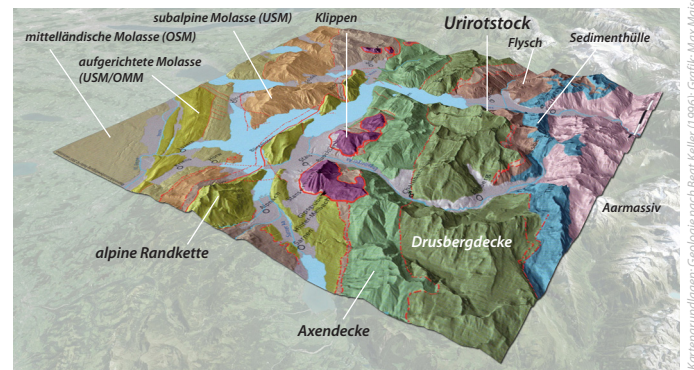 subalpine Molasse (USM)
Klippen
Urirotstock
mittelländische Molasse (OSM)
Flysch
Sedimenthülle
aufgerichtete Molasse
(USM/OMM
Aarmassiv
alpine Randkette
Drusbergdecke
Axendecke
Kartengrundlagen: Geologie nach Beat Keller (1996); Grafik: Max Maisch